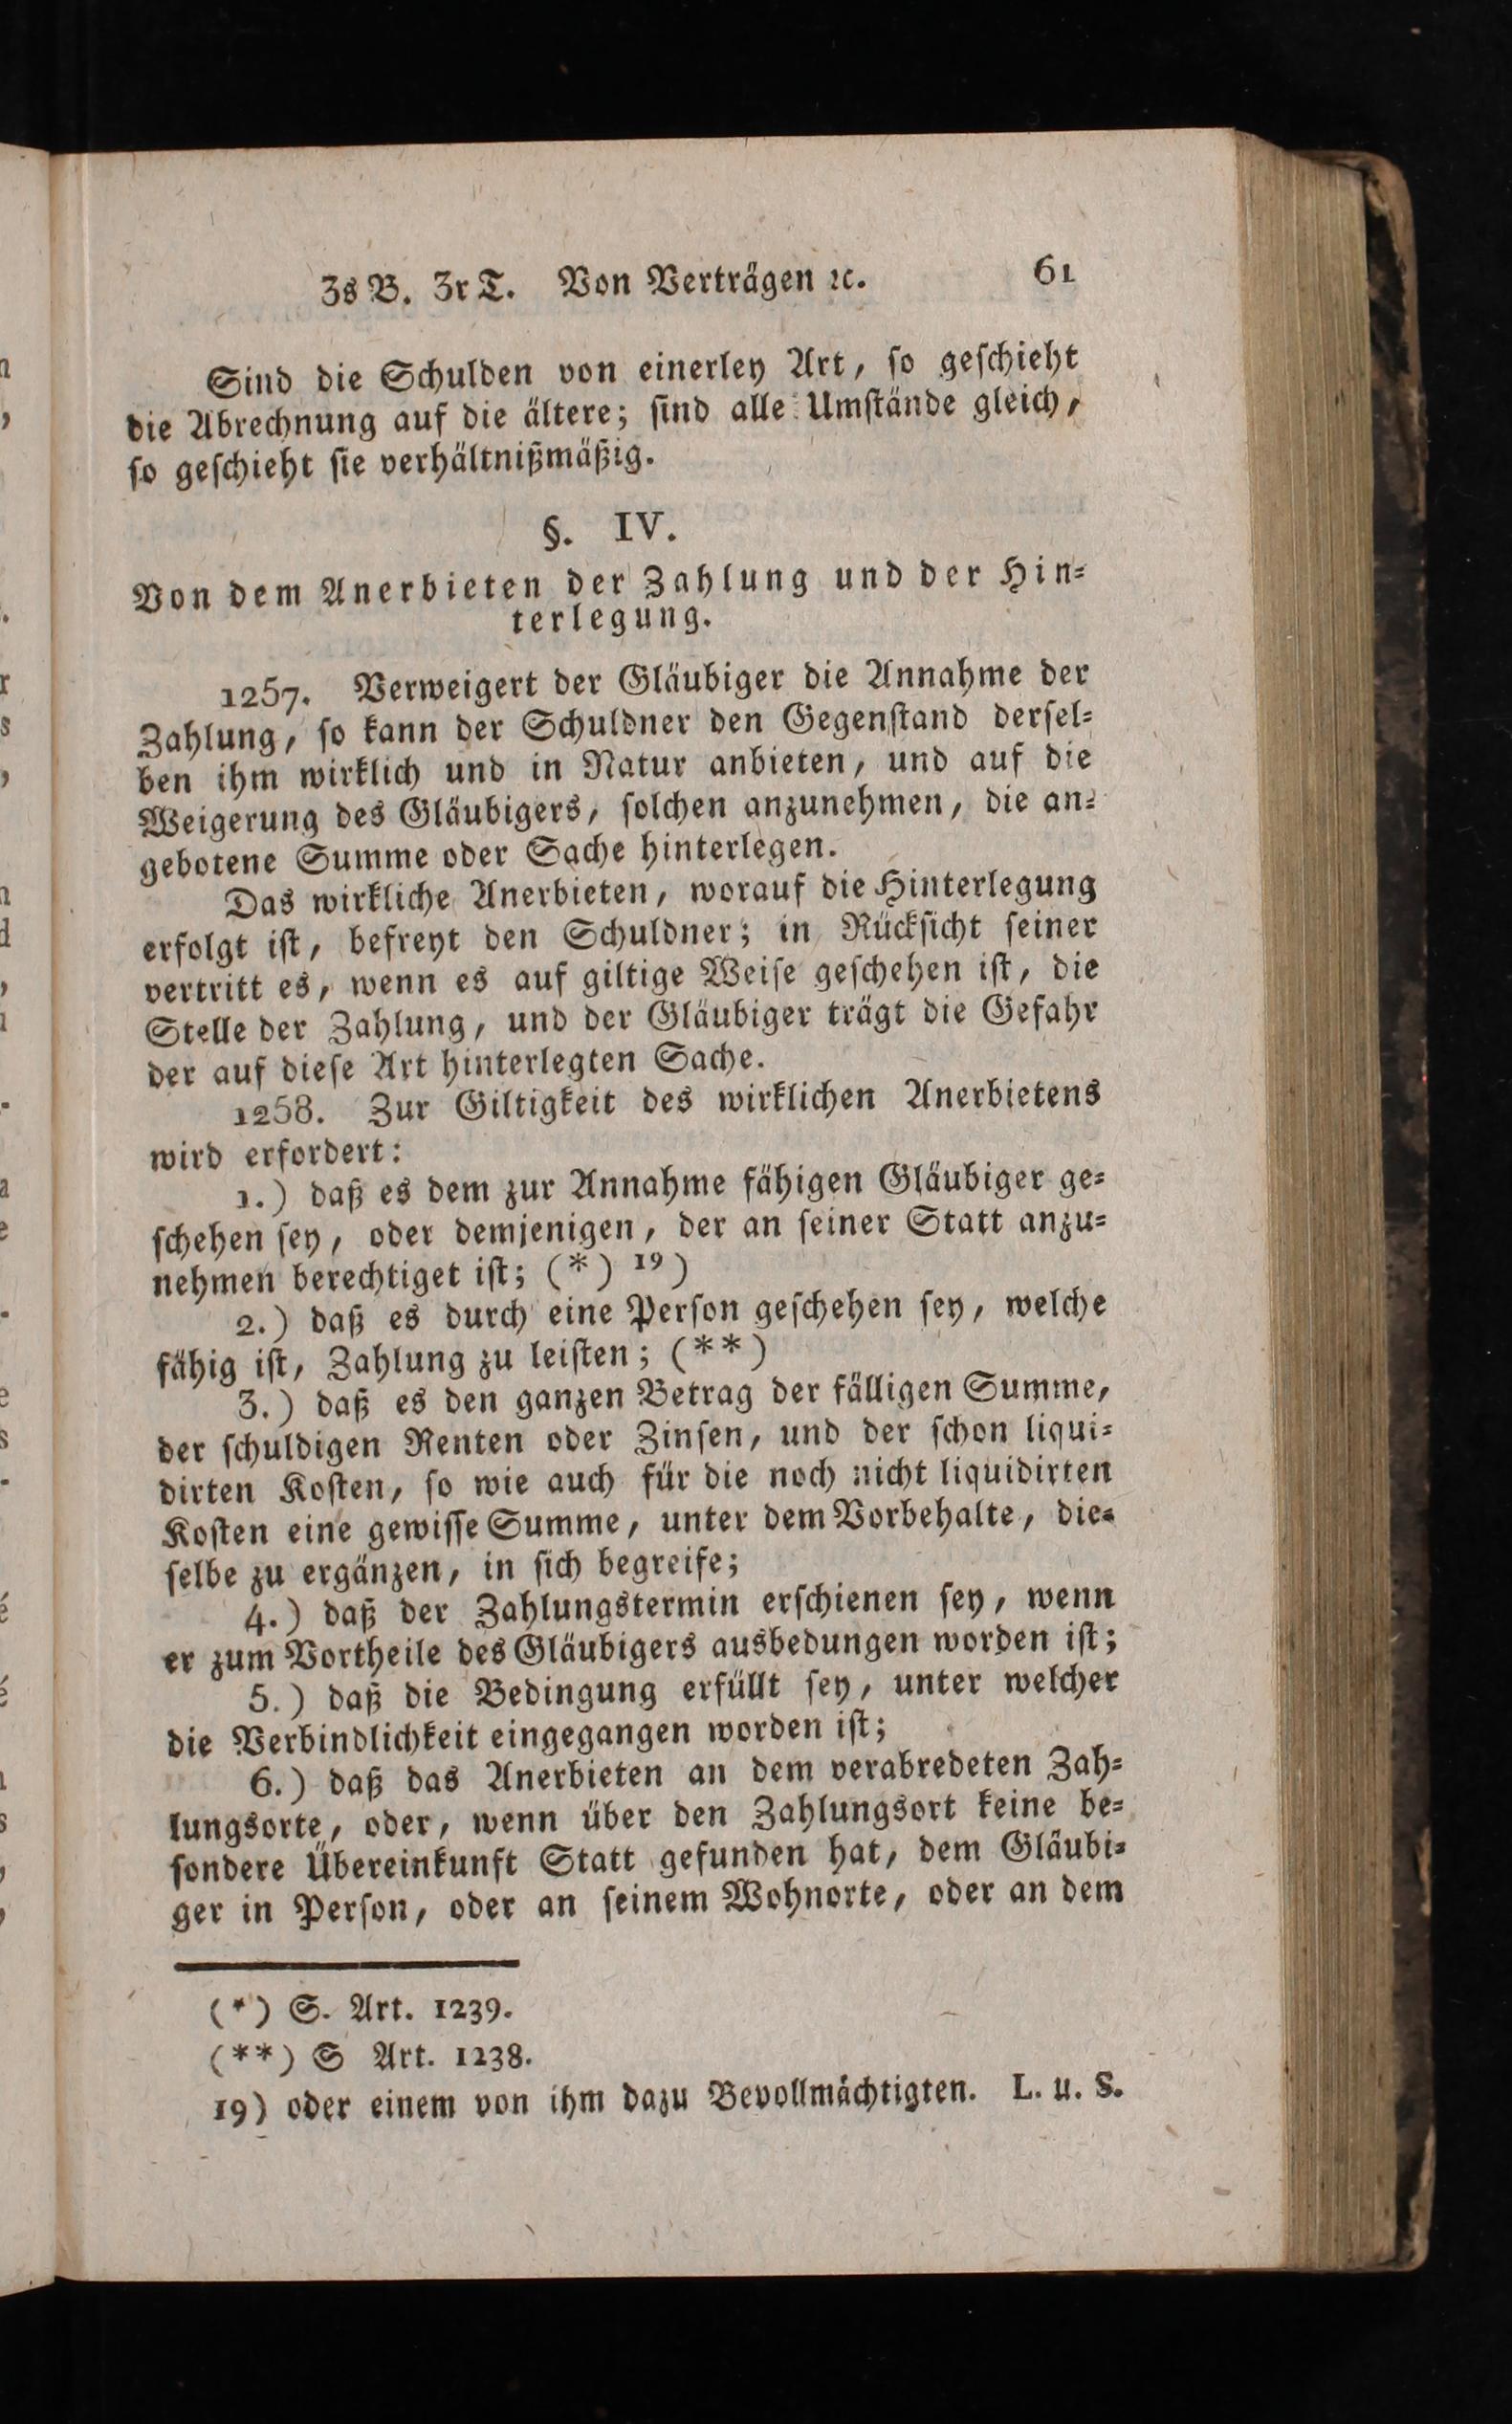 3s B. 3r T. Von Verträgen ꝛc. 61
Sind die Schulden von einerley Art, ſo geſchieht
die Abrechnung auf die ältere; ſind alle Umſtände gleich,
ſo geſchieht ſie verhältnißmäßig.
§. IV.
Von dem Anerbieten der Zahlung und der Hin⸗
terlegung.
1257. Verweigert der Gläubiger die Annahme der
Zahlung, ſo kann der Schuldner den Gegenſtand derſel⸗
ben ihm wirklich und in Natur anbieten, und auf die
Weigerung des Gläubigers, ſolchen anzunehmen, die an⸗
gebotene Summe oder Sache hinterlegen.
Das wirkliche Anerbieten, worauf die Hinterlegung
erfolgt iſt, befreyt den Schuldner; in Rückſicht ſeiner
vertritt es, wenn es auf giltige Weiſe geſchehen iſt, die
Stelle der Zahlung, und der Gläubiger trägt die Gefahr
der auf dieſe Art hinterlegten Sache.
1258. Zur Giltigkeit des wirklichen Anerbietens
wird erfordert:
1.) daß es dem zur Annahme fähigen Gläubiger ge⸗
ſchehen ſey, oder demjenigen, der an ſeiner Statt anzu⸗
nehmen berechtiget iſt; (*) 19)
2.) daß es durch eine Perſon geſchehen ſey, welche
fähig iſt, Zahlung zu leiſten; (**)
3.) daß es den ganzen Betrag der fälligen Summe,
der ſchuldigen Renten oder Zinſen, und der ſchon liqui⸗
dirten Koſten, ſo wie auch für die noch nicht liquidirten
Koſten eine gewiſſe Summe, unter dem Vorbehalte, die⸗
ſelbe zu ergänzen, in ſich begreife;
4.) daß der Zahlungstermin erſchienen ſey, wenn
er zum Vortheile des Gläubigers ausbedungen worden iſt;
5.) daß die Bedingung erfüllt ſey, unter welcher
die Verbindlichkeit eingegangen worden iſt;
6.) daß das Anerbieten an dem verabredeten Zah⸗
lungsorte, oder, wenn über den Zahlungsort keine be⸗
ſondere Übereinkunft Statt gefunden hat, dem Gläubi⸗
ger in Perſon, oder an ſeinem Wohnorte, oder an dem
(*) S. Art. 1239.
(**) S Art. 1238.
19) oder einem von ihm dazu Bevollmächtigten. L. u. S.